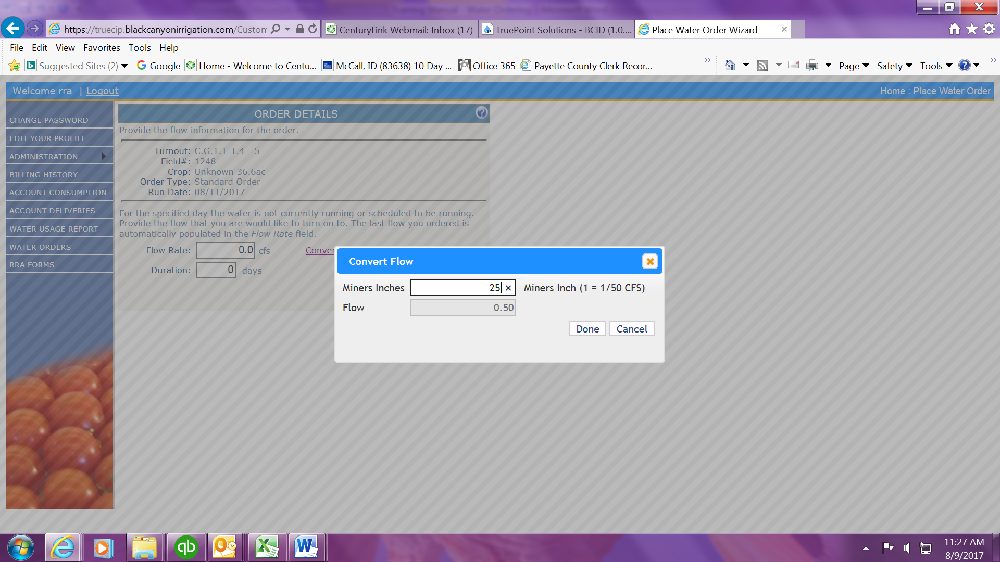 Training Manual - Water Ordering - Microsoft Word
https://truecip.blackcanyonirrigation.com/Custom
CenturyLink Webmail: Inbox (17)
TruePoint Solutions - BCID (1.0....
Place Water Order Wizard
File Edit View Favorites Tools Help
Suggested Sites (2)
Google
Home - Welcome to Centu...
McCall, ID (83638) 10 Day ...
Office 365
Payette County Clerk Recor...
Page Safety Tools
Welcome rra | Logout
Home : Place Water Order
CHANGE PASSWORD
EDIT YOUR PROFILE
ADMINISTRATION
BILLING HISTORY
ACCOUNT CONSUMPTION
ACCOUNT DELIVERIES
WATER USAGE REPORT
WATER ORDERS
RRA FORMS
ORDER DETAILS
Provide the flow information for the order.
Turnout: C.G.1.1-1.4 - 5
Field#: 1248
Crop: Unknown 36.6ac
Order Type: Standard Order
Run Date: 08/11/2017
For the specified day the water is not currently running or scheduled to be running.
Provide the flow that you are would like to turn on to. The last flow you ordered is
automatically populated in the Flow Rate field.
Flow Rate: 0.0 cfs Conver
Duration: 0 days
Convert Flow
Miners Inches 25 Miners Inch (1 = 1/50 CFS)
Flow 0.50
Done Cancel
11:27 AM
8/9/2017